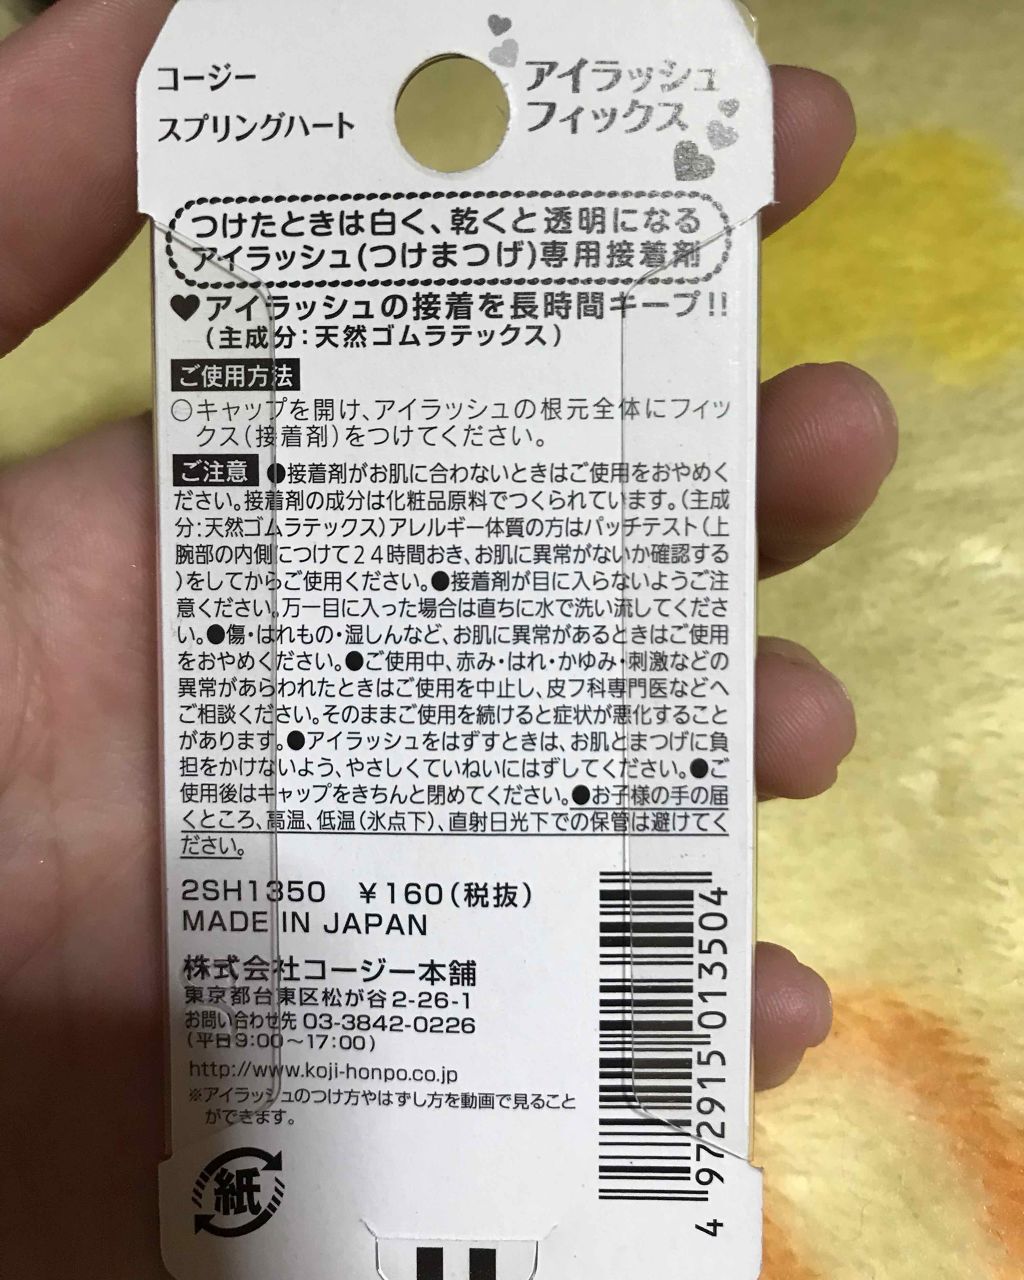 コージー
スプリングハート
アイラッシュ
フィックス
つけたときは白く、乾くと透明になる
アイラッシュ(つけまつげ)専用接着剤
♥アイラッシュの接着を長時間キープ!!
(主成分:天然ゴムラテックス)
ご使用方法
○キャップを開け、アイラッシュの根元全体にフィッ
クス(接着剤)をつけてください。
ご注意 ●接着剤がお肌に合わないときはご使用をおやめく
ださい。接着剤の成分は化粧品原料でつくられています。(主成
分:天然ゴムラテックス)アレルギー体質の方はパッチテスト(上
腕部の内側につけて24時間おき、お肌に異常がないか確認する
)をしてからご使用ください。●接着剤が目に入らないようご注
意ください。万一目に入った場合は直ちに水で洗い流してくださ
い。●傷・はれもの・湿しんなど、お肌に異常があるときはご使用
をおやめください。●ご使用中、赤み・はれ・かゆみ・刺激などの
異常があらわれたときはご使用を中止し、皮フ科専門医などへ
ご相談ください。そのままご使用を続けると症状が悪化すること
があります。●アイラッシュをはずすときは、お肌とまつげに負
担をかけないよう、やさしくていねいにはずしてください。●ご
使用後はキャップをきちんと閉めてください。●お子様の手の届
くところ、高温、低温(氷点下)、直射日光下での保管は避けてく
ださい。
2SH1350 ¥160(税抜)
MADE IN JAPAN
株式会社コージー本舗
東京都台東区松が谷2-26-1
お問い合わせ先 03-3842-0226
(平日9:00~17:00)
http://www.koji-honpo.co.jp
※アイラッシュのつけ方やはずし方を動画で見ること
ができます。
紙
4 972915 013504